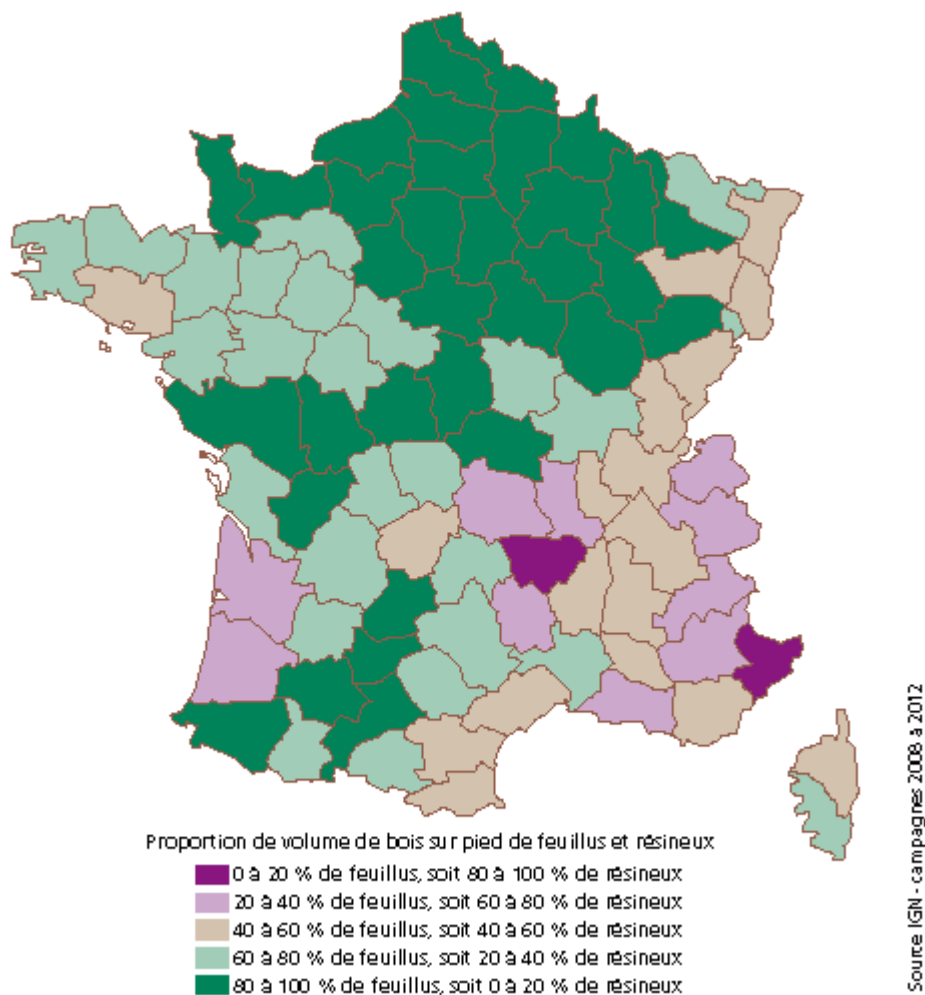 Proportion de volume de bois sur pied de feuillus et résineux
0 à 20 % de feuillus, soit 80 à 100 % de résineux
20 à 40 % de feuillus, soit 60 à 80 % de résineux
40 à 60 % de feuillus, soit 40 à 60 % de résineux
60 à 80 % de feuillus, soit 20 à 40 % de résineux
80 à 100 % de feuillus, soit 0 à 20 % de résineux
Source IGN - campagnes 2008 à 2012